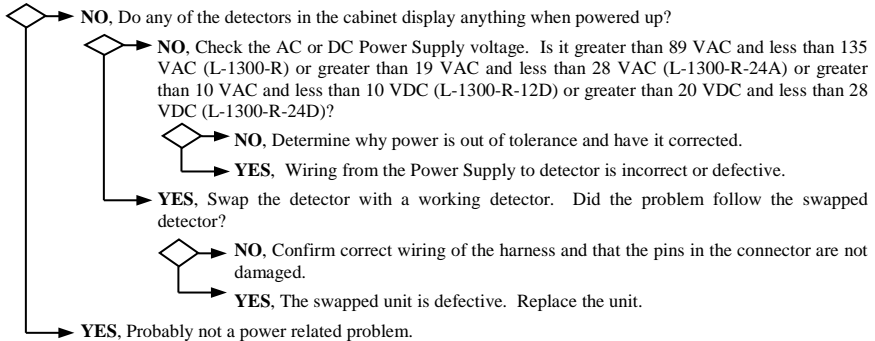 NO, Do any of the detectors in the cabinet display anything when powered up?
NO, Check the AC or DC Power Supply voltage. Is it greater than 89 VAC and less than 135
VAC (L-1300-R) or greater than 19 VAC and less than 28 VAC (L-1300-R-24A) or greater
than 10 VAC and less than 10 VDC (L-1300-R-12D) or greater than 20 VDC and less than 28
VDC (L-1300-R-24D)?
NO, Determine why power is out of tolerance and have it corrected.
YES, Wiring from the Power Supply to detector is incorrect or defective.
YES, Swap the detector with a working detector. Did the problem follow the swapped
detector?
NO, Confirm correct wiring of the harness and that the pins in the connector are not
damaged.
YES, The swapped unit is defective. Replace the unit.
YES, Probably not a power related problem.